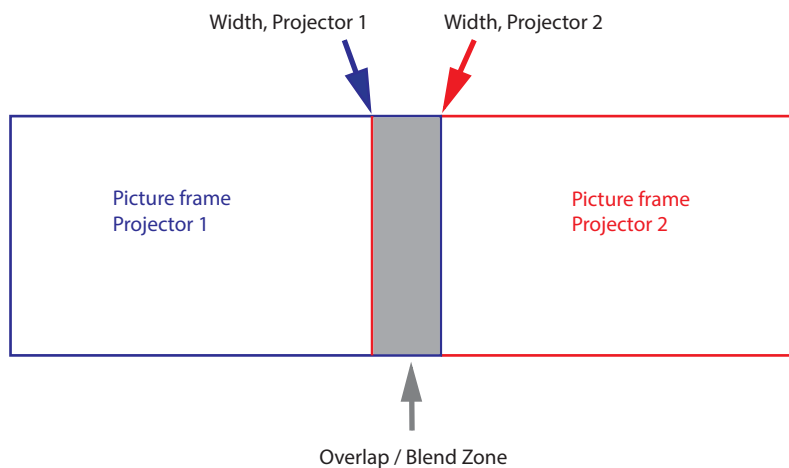 Width, Projector 1
Width, Projector 2
Picture frame
Projector 1
Picture frame
Projector 2
Overlap / Blend Zone